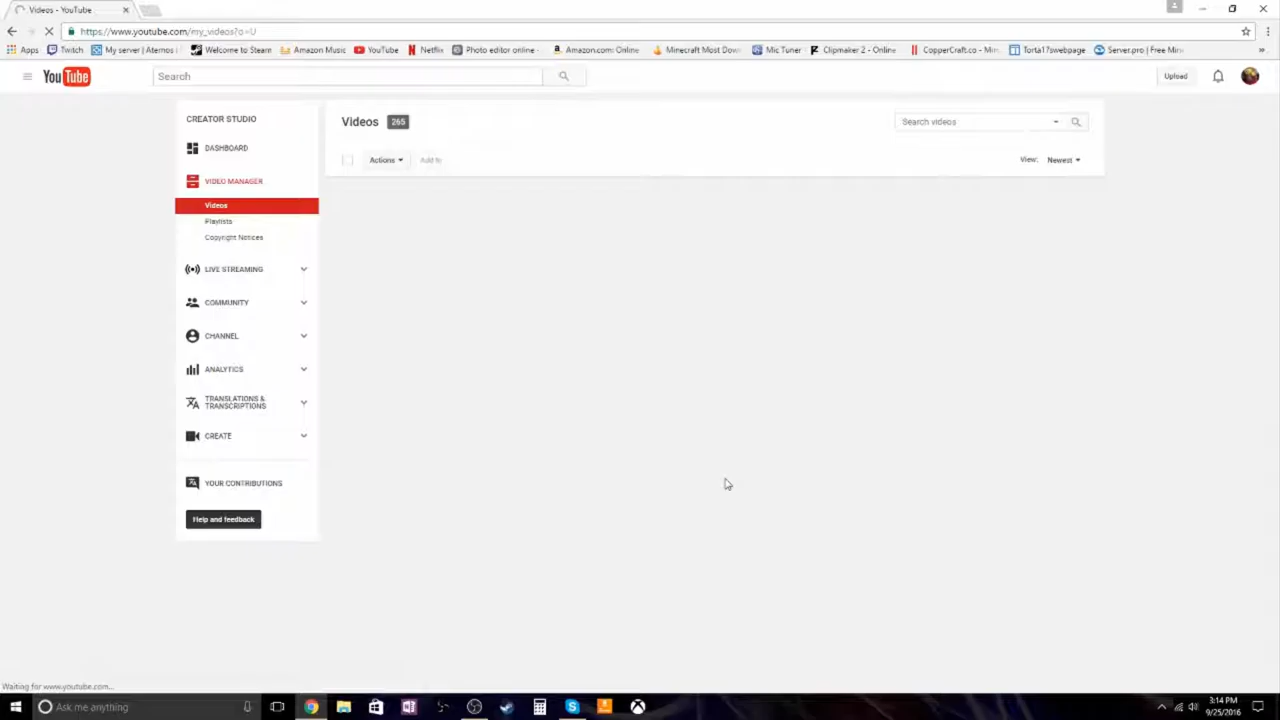 Videos - YouTube
https://www.youtube.com/my_videos?o=U
Apps Twitch My server | Aternos | Welcome to Steam Amazon Music YouTube Netflix Photo editor online - Amazon.com: Online Minecraft Most Down Mic Tuner Clipmaker 2 - Online CopperCraft.co - Min Torta17swebpage Server.pro | Free Min »
YouTube Search Upload
CREATOR STUDIO
DASHBOARD
VIDEO MANAGER
Videos
Playlists
Copyright Notices
LIVE STREAMING
COMMUNITY
CHANNEL
ANALYTICS
TRANSLATIONS &
TRANSCRIPTIONS
CREATE
YOUR CONTRIBUTIONS
Help and feedback
Videos 265 Search videos
Actions Add to View: Newest
Waiting for www.youtube.com...
Ask me anything
3:14 PM
9/25/2016